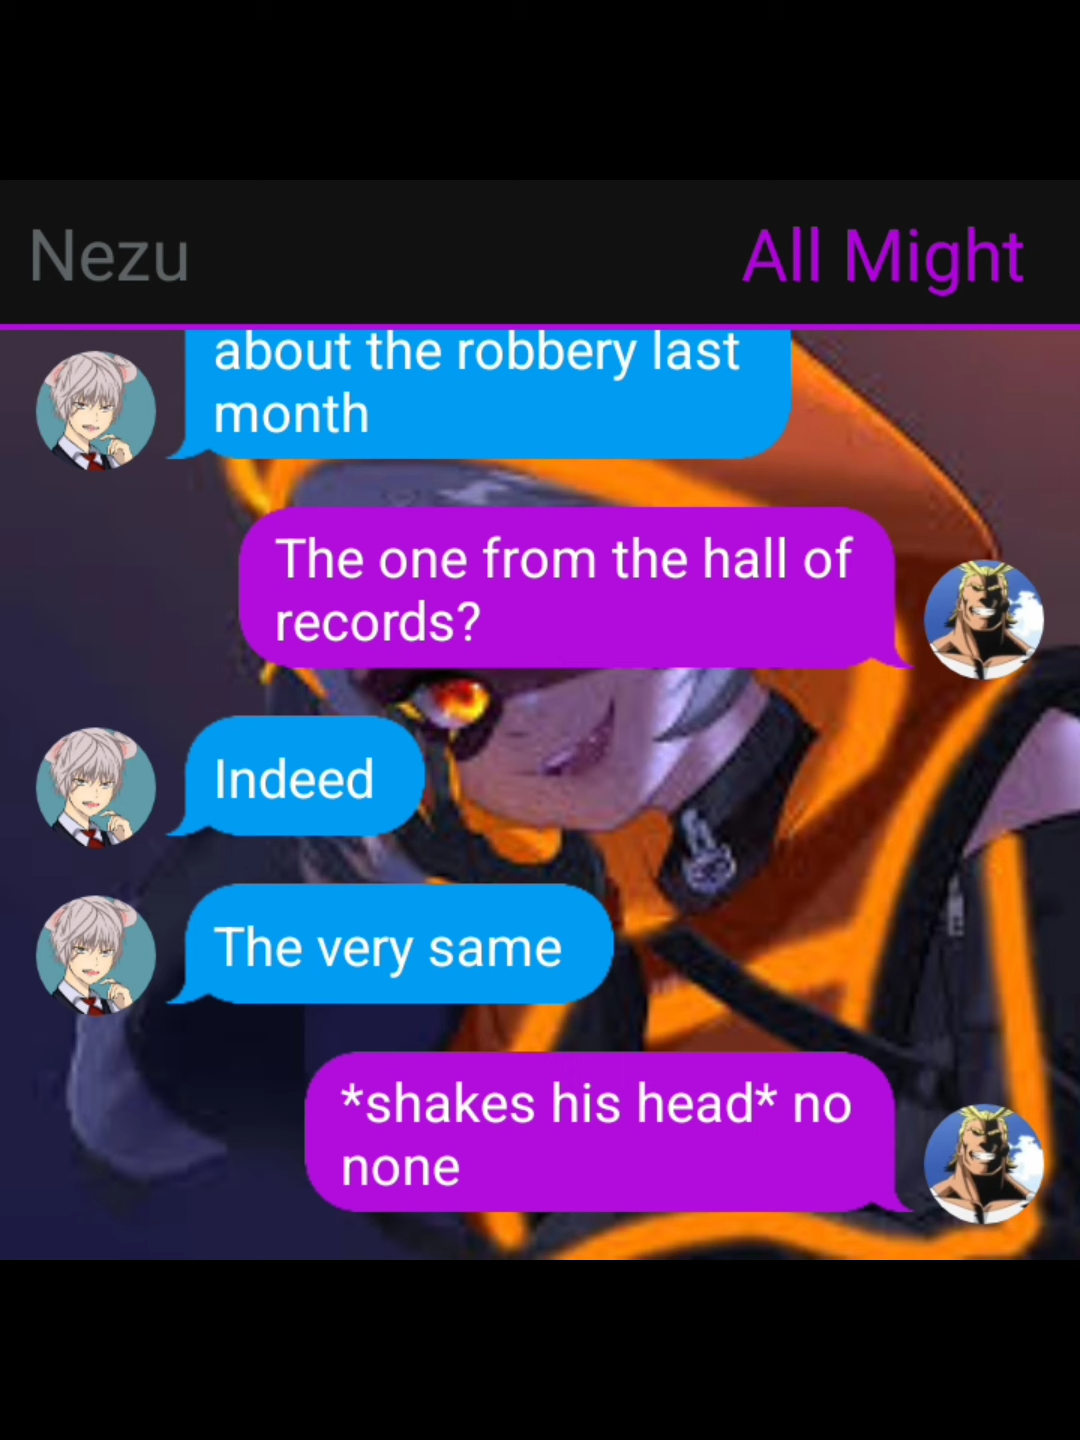 Nezu
All Might
about the robbery last
month
The one from the hall of
records?
Indeed
The very same
*shakes his head* no
none